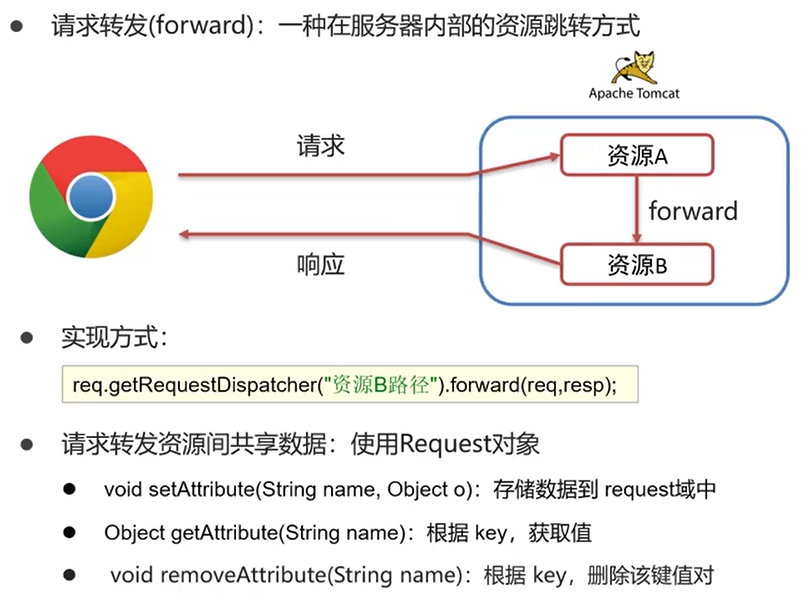 请求转发(forward)：一种在服务器内部的资源跳转方式
Apache Tomcat
请求
资源A
forward
资源B
响应
实现方式：
req.getRequestDispatcher("资源B路径").forward(req,resp);
请求转发资源间共享数据：使用Request对象
void setAttribute(String name, Object o)：存储数据到 request域中
Object getAttribute(String name)：根据 key，获取值
void removeAttribute(String name)：根据 key，删除该键值对